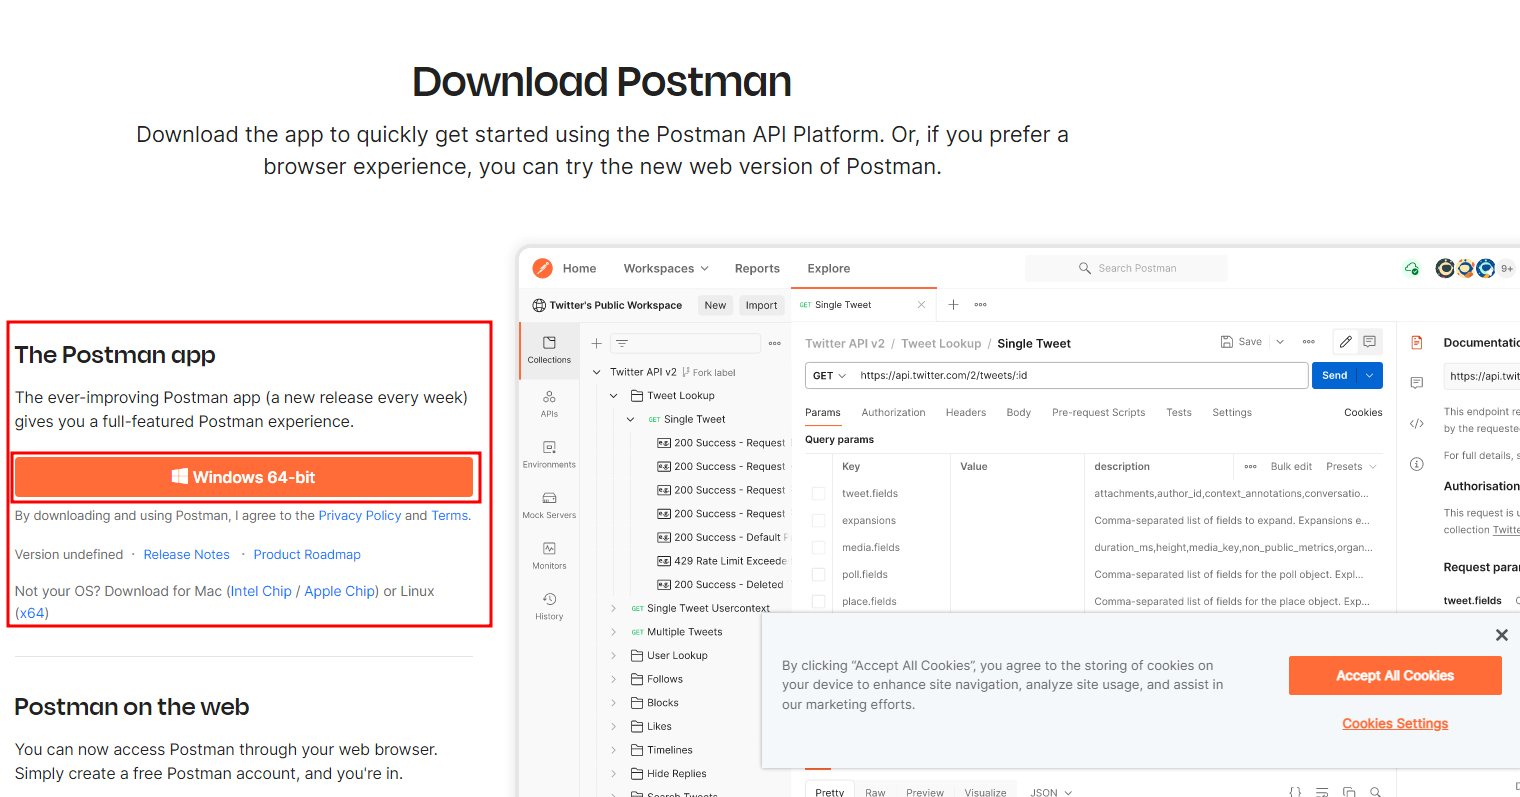 Download Postman
Download the app to quickly get started using the Postman API Platform. Or, if you prefer a
browser experience, you can try the new web version of Postman.
The Postman app
The ever-improving Postman app (a new release every week)
gives you a full-featured Postman experience.
Windows 64-bit
By downloading and using Postman, I agree to the Privacy Policy and Terms.
Version undefined · Release Notes · Product Roadmap
Not your OS? Download for Mac (Intel Chip / Apple Chip) or Linux
(x64)
Postman on the web
You can now access Postman through your web browser.
Simply create a free Postman account, and you're in.
Home Workspaces Reports Explore Search Postman 9+
Twitter's Public Workspace New Import GET Single Tweet
Collections
APIs
Environments
Mock Servers
Monitors
History
Twitter API v2 Fork label
Tweet Lookup
GET Single Tweet
e.g. 200 Success - Request
e.g. 200 Success - Request
e.g. 200 Success - Request
e.g. 200 Success - Request
e.g. 200 Success - Default P
e.g. 429 Rate Limit Exceede
e.g. 200 Success - Deleted
GET Single Tweet Usercontext
GET Multiple Tweets
User Lookup
Follows
Blocks
Likes
Timelines
Hide Replies
Search Tweets
Twitter API v2 / Tweet Lookup / Single Tweet Save
GET https://api.twitter.com/2/tweets/:id Send
Params Authorization Headers Body Pre-request Scripts Tests Settings Cookies
Query params
Key Value description Bulk edit Presets
tweet.fields attachments,author_id,context_annotations,conversatio...
expansions Comma-separated list of fields to expand. Expansions e...
media.fields duration_ms,height,media_key,non_public_metrics,organ...
poll.fields Comma-separated list of fields for the poll object. Expl...
place.fields Comma-separated list of fields for the place object. Exp...
Documentatio
https://api.twi
This endpoint re
by the requeste
For full details, s
Authorisation
This request is u
collection Twitte
Request para
tweet.fields
By clicking “Accept All Cookies”, you agree to the storing of cookies on
your device to enhance site navigation, analyze site usage, and assist in
our marketing efforts.
Accept All Cookies
Cookies Settings
Pretty Raw Preview Visualize JSON